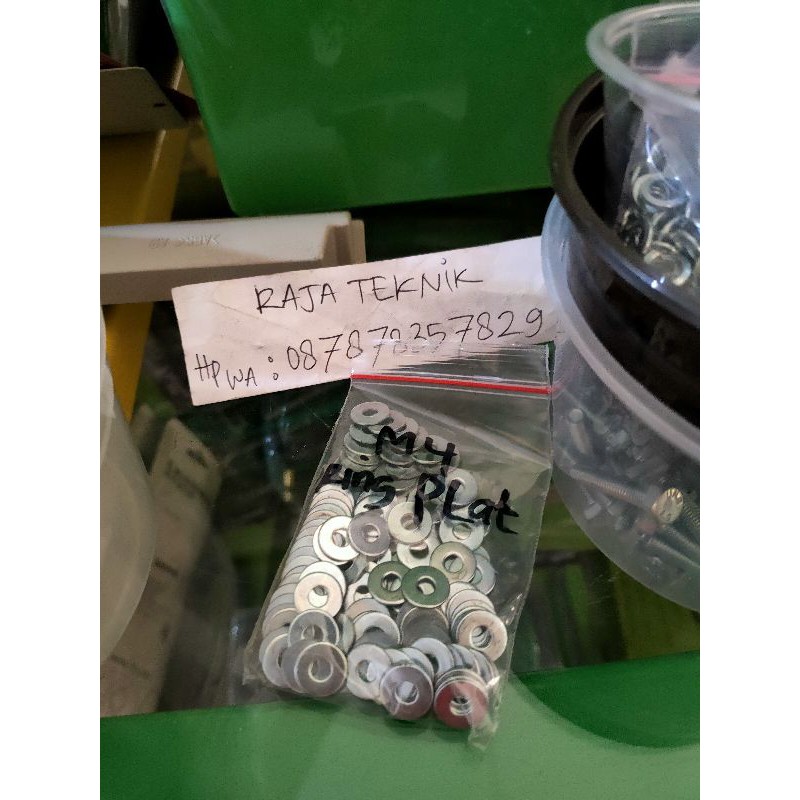 RAJA TEKNIK
HP WA : 087878357829
M4
Ring PLat